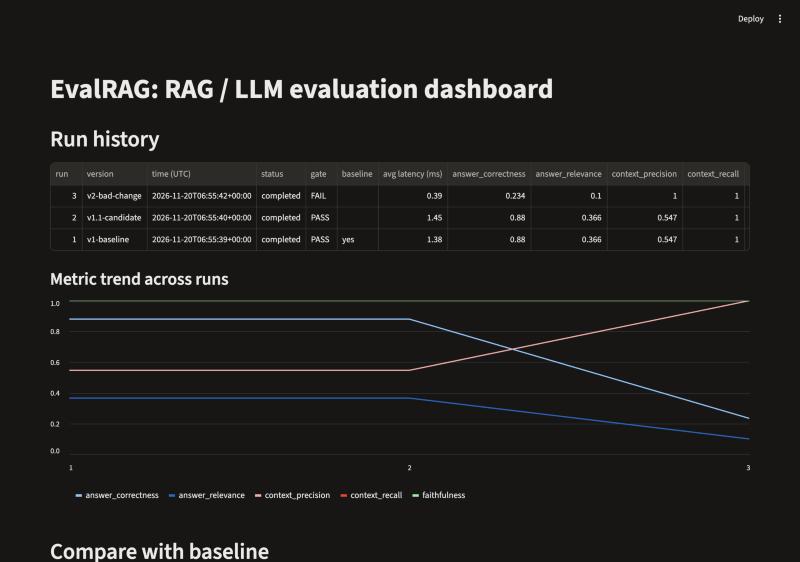 Deploy
EvalRAG: RAG / LLM evaluation dashboard
Run history
run version time (UTC) status gate baseline avg latency (ms) answer_correctness answer_relevance context_precision context_recall
3 v2-bad-change 2026-11-20T06:55:42+00:00 completed FAIL 0.39 0.234 0.1 1 1
2 v1.1-candidate 2026-11-20T06:55:40+00:00 completed PASS 1.45 0.88 0.366 0.547 1
1 v1-baseline 2026-11-20T06:55:39+00:00 completed PASS yes 1.38 0.88 0.366 0.547 1
Metric trend across runs
1.0
0.8
0.6
0.4
0.2
0.0
1 2 3
answer_correctness answer_relevance context_precision context_recall faithfulness
Compare with baseline